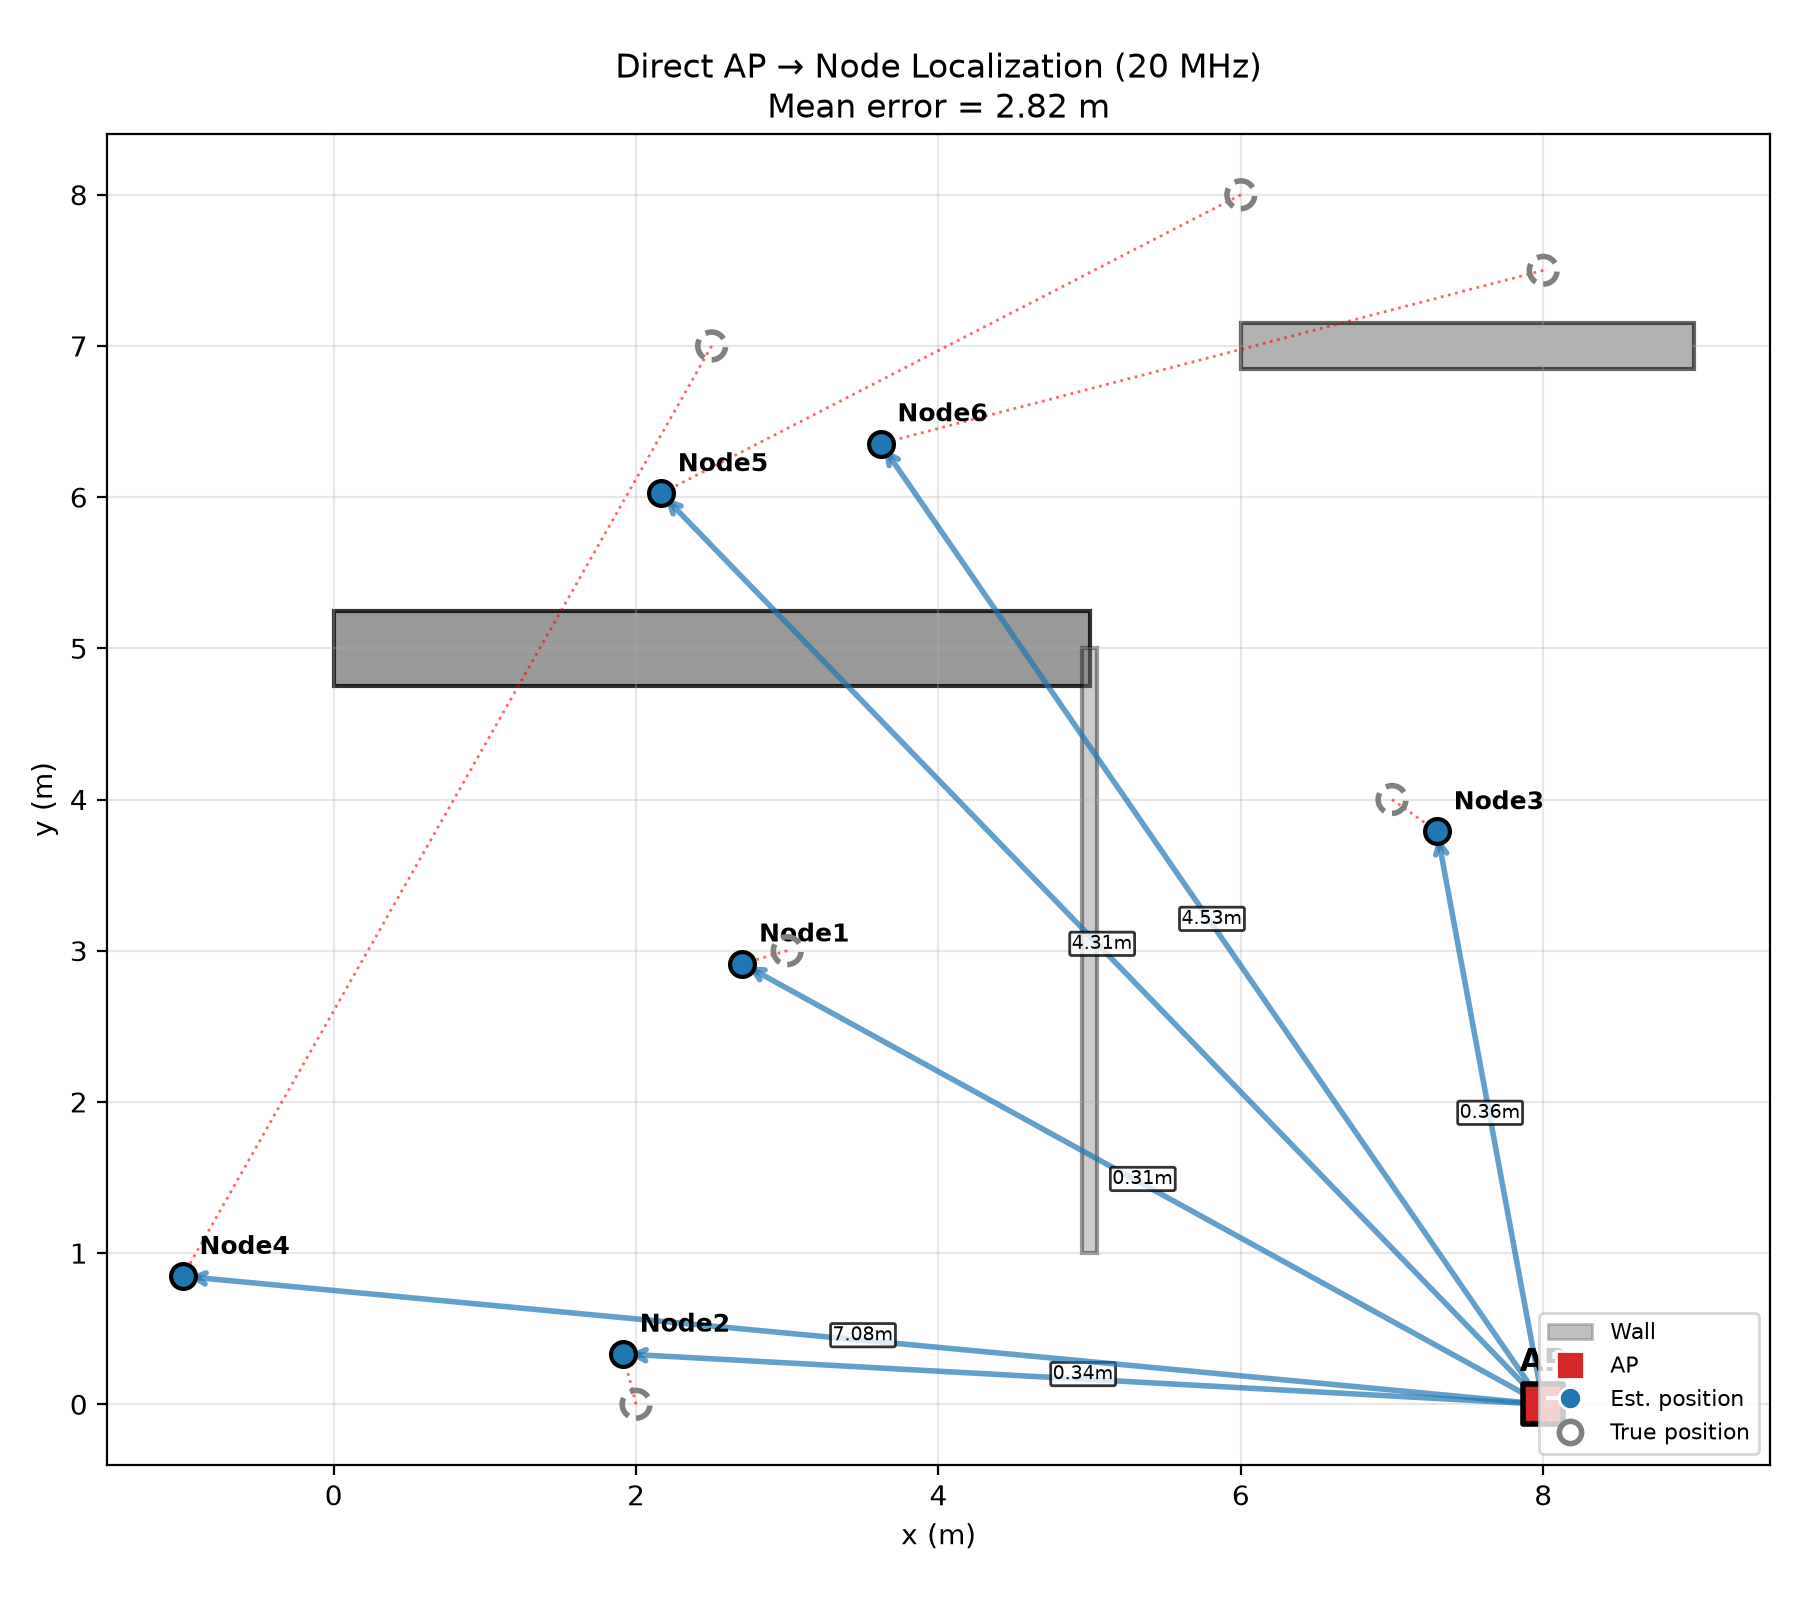 Direct AP → Node Localization (20 MHz)
Mean error = 2.82 m
8
7
6
5
4
3
2
1
0
y (m)
Node6
Node5
Node3
4.53m
Node1
4.31m
0.36m
0.31m
Node4
Node2
7.08m
0.34m
Wall
AP
Est. position
True position
0
2
4
6
8
x (m)